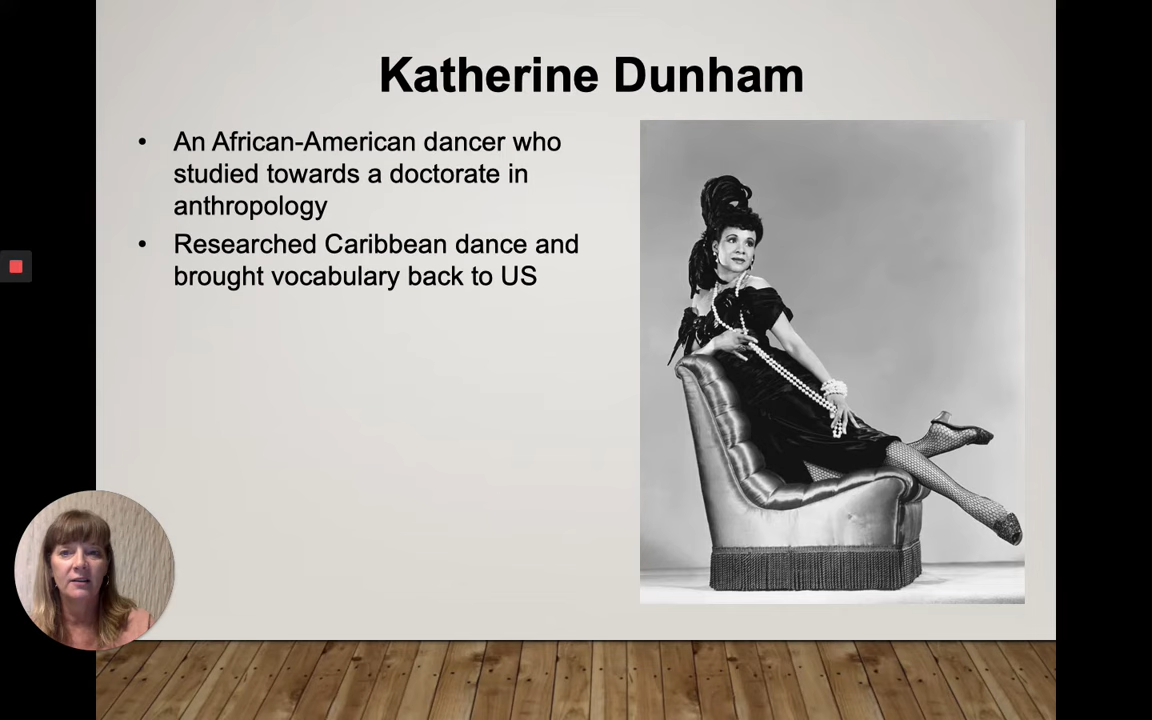 Katherine Dunham
• An African-American dancer who
studied towards a doctorate in
anthropology
• Researched Caribbean dance and
brought vocabulary back to US